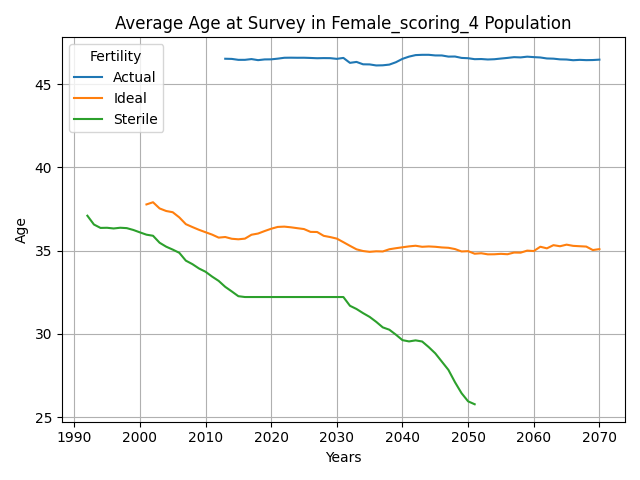 Average Age at Survey in Female_scoring_4 Population
Fertility
Actual
Ideal
Sterile
Age
45
40
35
30
25
1990 2000 2010 2020 2030 2040 2050 2060 2070
Years